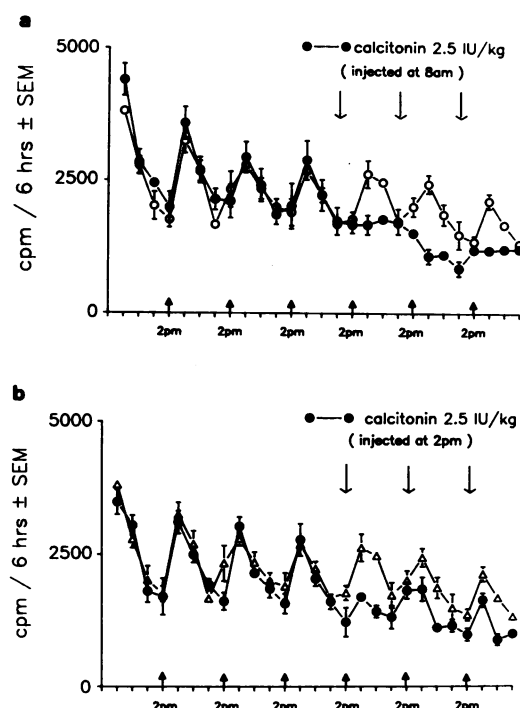 a
5000
●—●calcitonin 2.5 IU/kg
( injected at 8am )
2500
0
cpm / 6 hrs ± SEM
2pm 2pm 2pm 2pm 2pm 2pm
b
5000
●—● calcitonin 2.5 IU/kg
( injected at 2pm )
2500
0
cpm / 6 hrs ± SEM
2pm 2pm 2pm 2pm 2pm 2pm